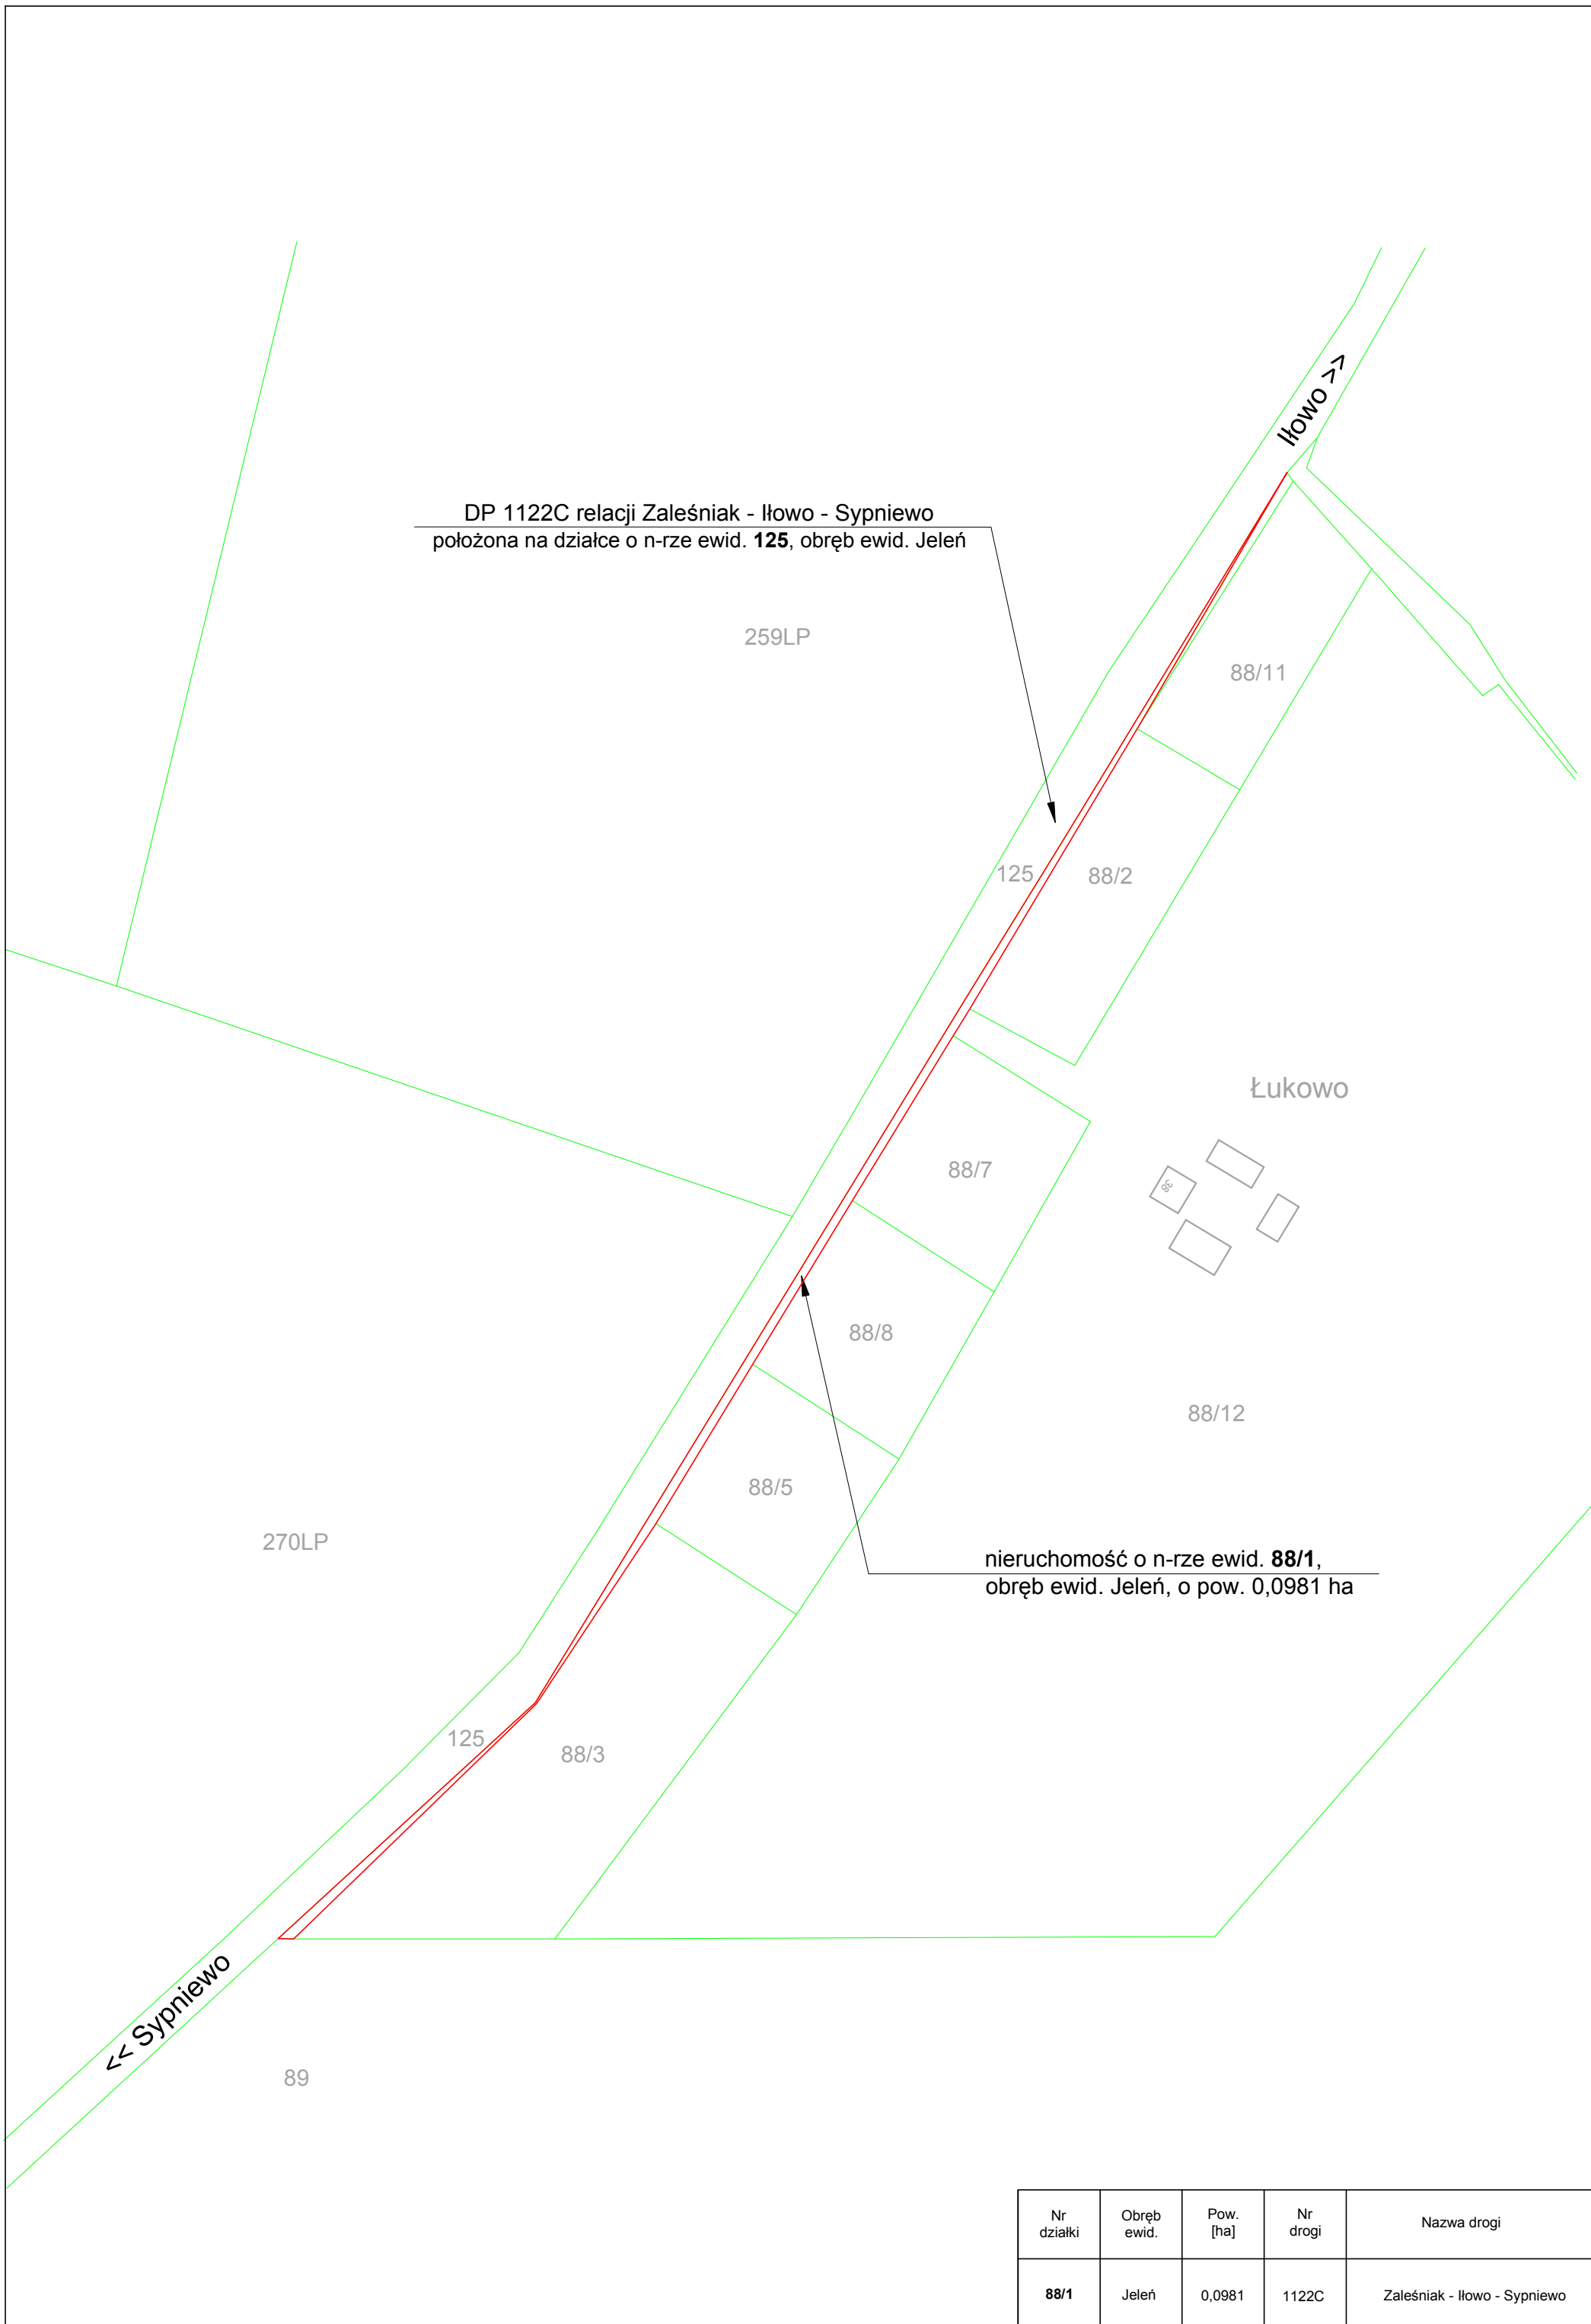 Iłowo >>
DP 1122C relacji Zaleśniak - Iłowo - Sypniewo
położona na działce o n-rze ewid. 125, obręb ewid. Jeleń
259LP
88/11
125
88/2
Łukowo
88/7
38
88/8
88/12
88/5
270LP
nieruchomość o n-rze ewid. 88/1,
obręb ewid. Jeleń, o pow. 0,0981 ha
125
88/3
<< Sypniewo
89
Nr działki
Obręb ewid.
Pow. [ha]
Nr drogi
Nazwa drogi
88/1
Jeleń
0,0981
1122C
Zaleśniak - Iłowo - Sypniewo